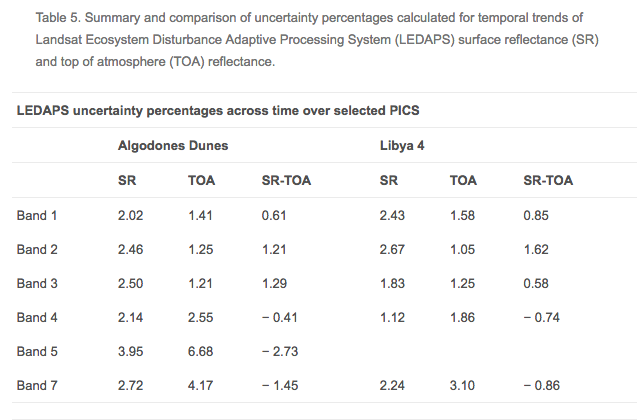 Table 5. Summary and comparison of uncertainty percentages calculated for temporal trends of
Landsat Ecosystem Disturbance Adaptive Processing System (LEDAPS) surface reflectance (SR)
and top of atmosphere (TOA) reflectance.
LEDAPS uncertainty percentages across time over selected PICS
Algodones Dunes Libya 4
SR TOA SR-TOA SR TOA SR-TOA
Band 1 2.02 1.41 0.61 2.43 1.58 0.85
Band 2 2.46 1.25 1.21 2.67 1.05 1.62
Band 3 2.50 1.21 1.29 1.83 1.25 0.58
Band 4 2.14 2.55 − 0.41 1.12 1.86 − 0.74
Band 5 3.95 6.68 − 2.73
Band 7 2.72 4.17 − 1.45 2.24 3.10 − 0.86